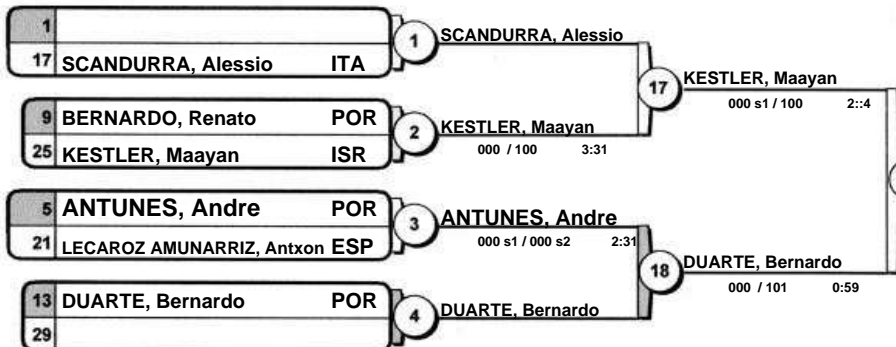 1
17 SCANDURRA, Alessio ITA
1
SCANDURRA, Alessio
9 BERNARDO, Renato POR
25 KESTLER, Maayan ISR
2
KESTLER, Maayan
000 / 100 3:31
17
KESTLER, Maayan
000 s1 / 100 2::4
5 ANTUNES, Andre POR
21 LECAROZ AMUNARRIZ, Antxon ESP
3
ANTUNES, Andre
000 s1 / 000 s2 2:31
13 DUARTE, Bernardo POR
29
4
DUARTE, Bernardo
18
DUARTE, Bernardo
000 / 101 0:59